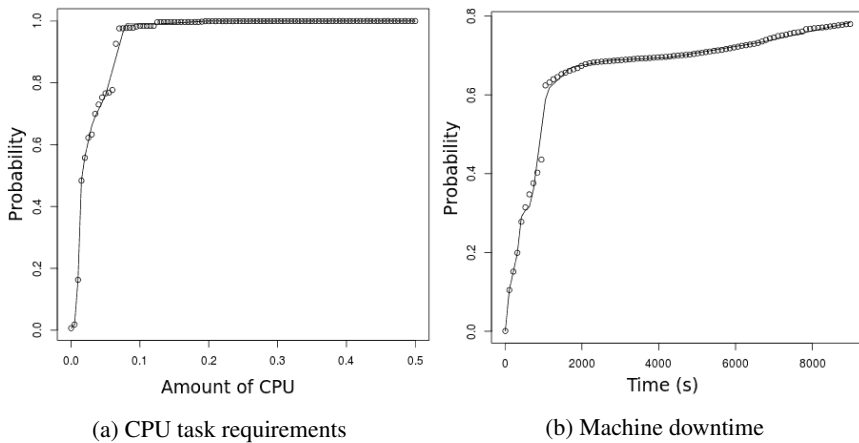 Probability
0.0 0.2 0.4 0.6 0.8 1.0
0.0 0.1 0.2 0.3 0.4 0.5
Amount of CPU
(a) CPU task requirements
Probability
0.0 0.2 0.4 0.6 0.8
0 2000 4000 6000 8000
Time (s)
(b) Machine downtime